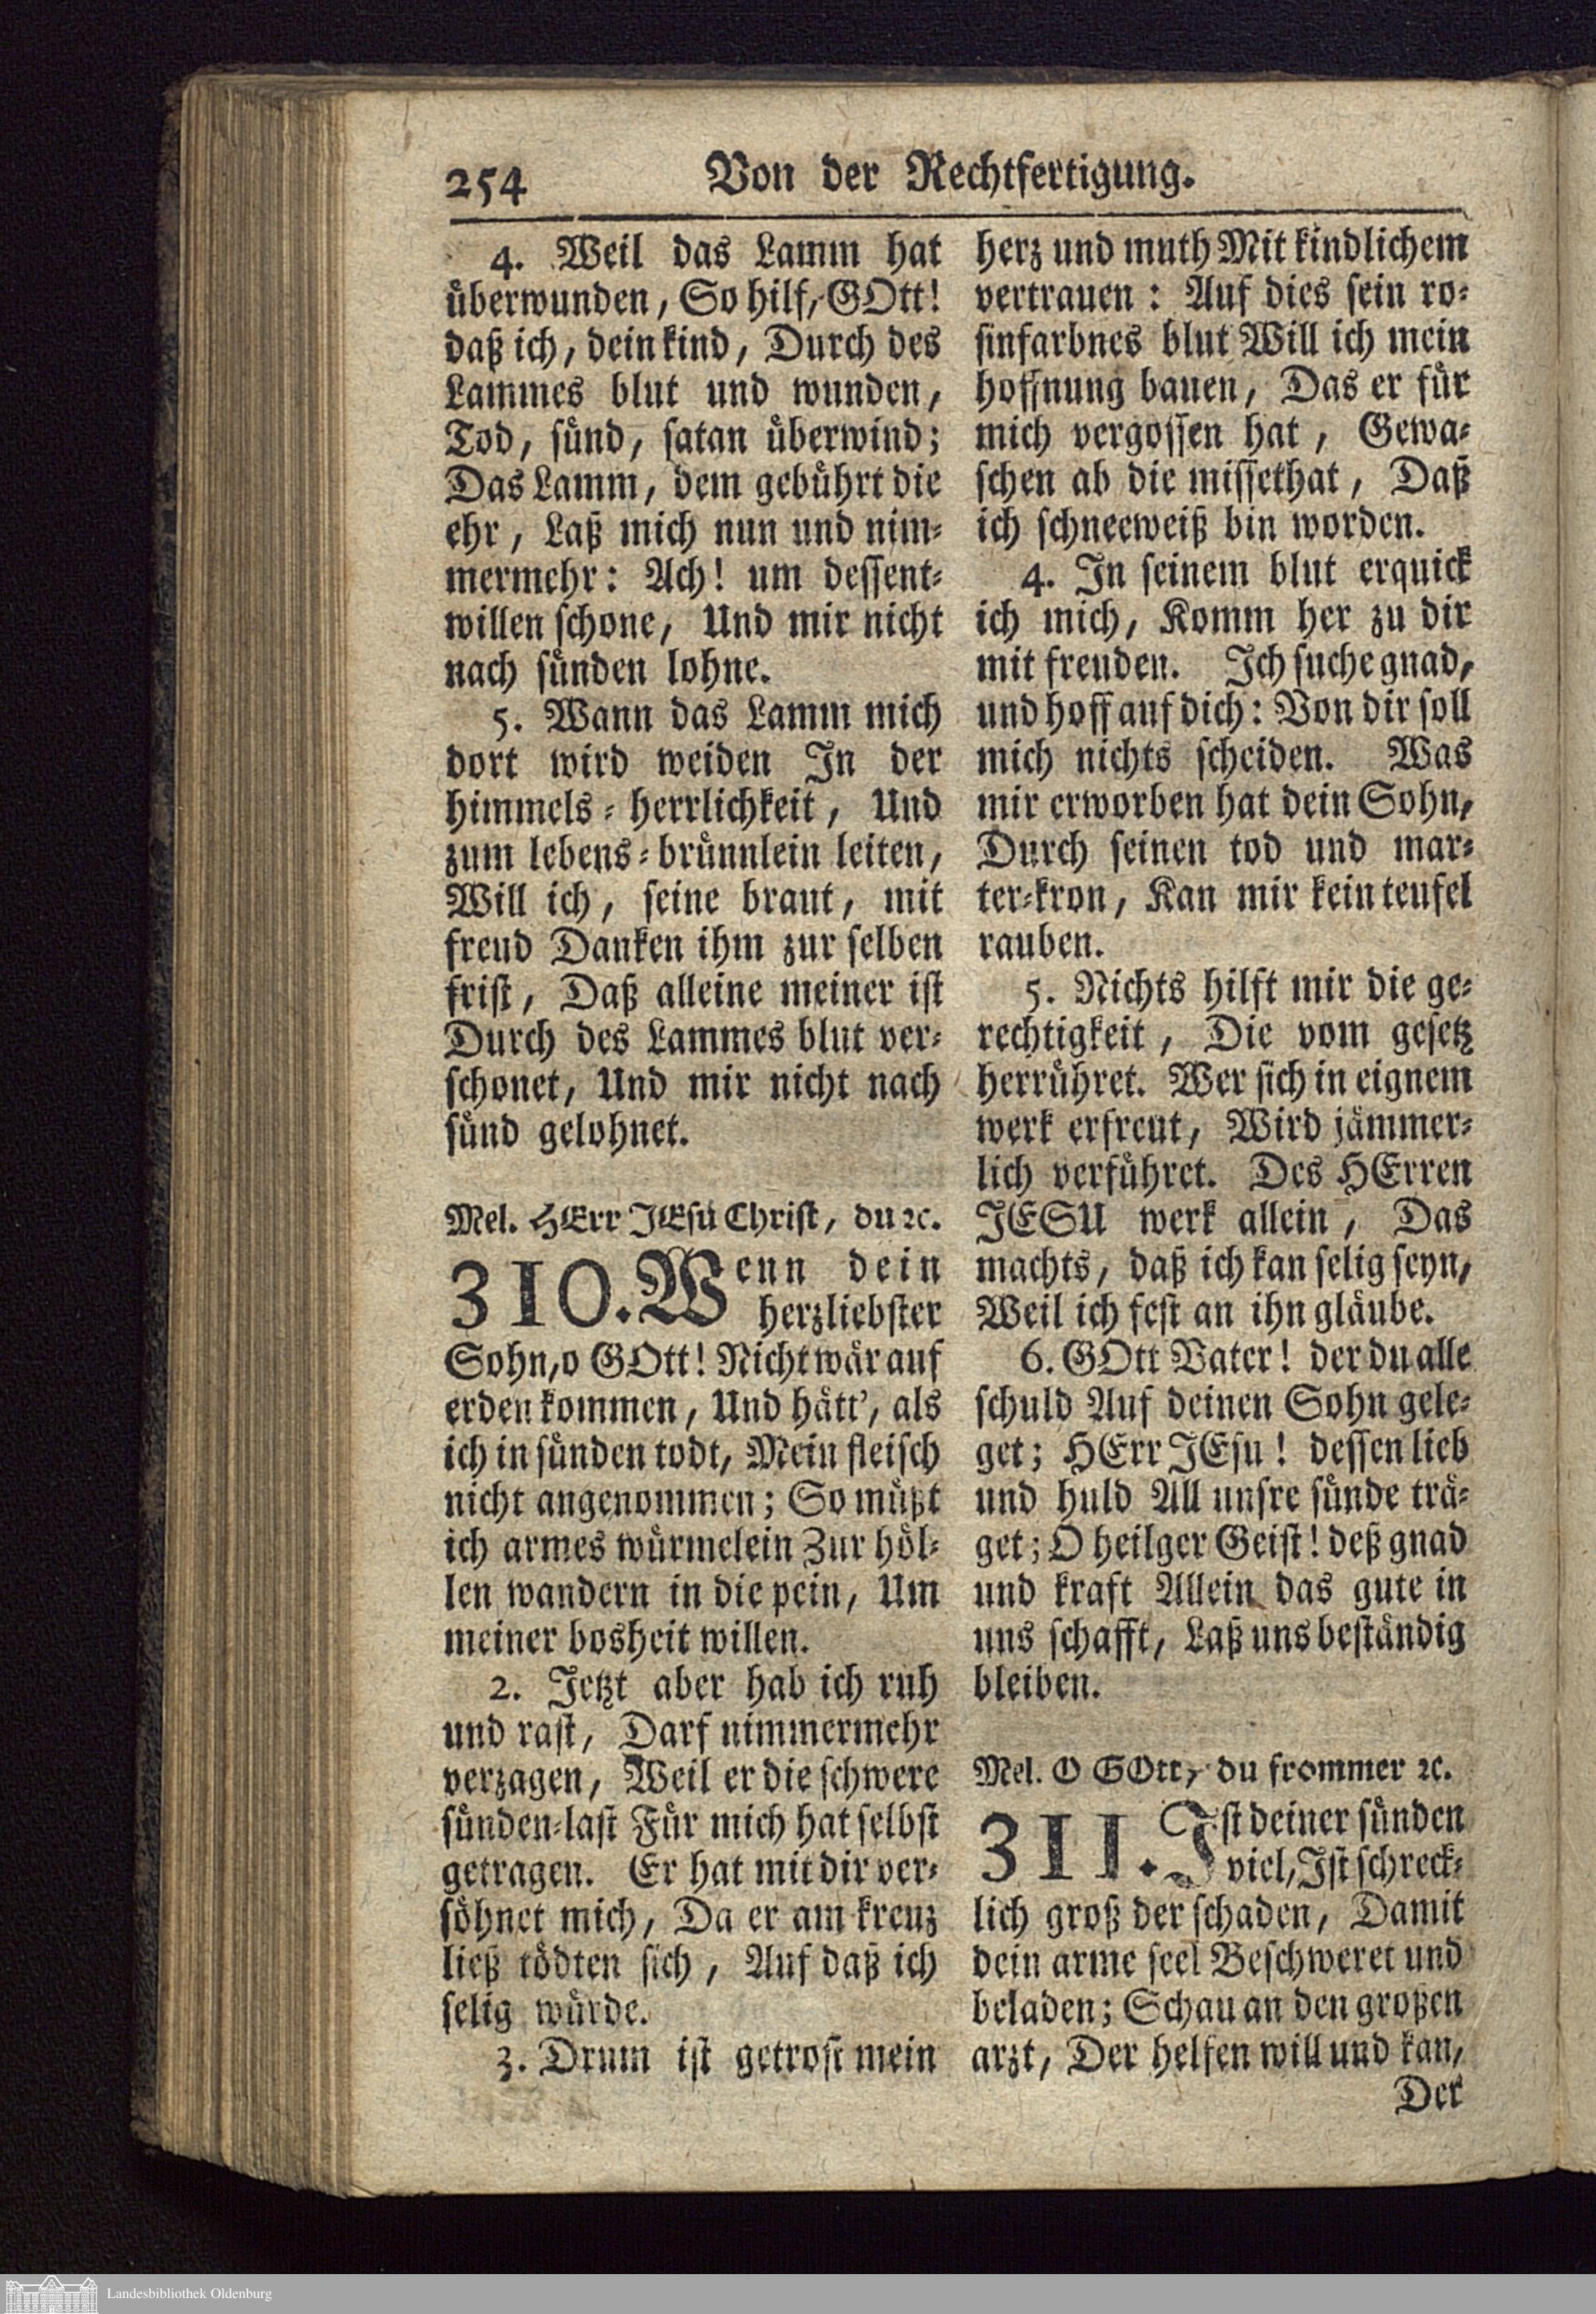 254 Von der Rechtfertigung.
4. Weil das Lamm hat
überwunden, So hilf, GOtt!
daß ich, dein kind, Durch des
Lammes blut und wunden,
Tod, sünd, satan überwind;
Das Lamm, dem gebührt die
ehr, Laß mich nun und nim-
mermehr: Ach! um dessent-
willen schone, Und mir nicht
nach sünden lohne.
5. Wann das Lamm mich
dort wird weiden In der
himmels-herrlichkeit, Und
zum lebens-brünnlein leiten,
Will ich, seine braut, mit
freud Danken ihm zur selben
frist, Daß alleine meiner ist
Durch des Lammes blut ver-
schonet, Und mir nicht nach
sünd gelohnet.
Mel. HErr JEsu Christ, du ꝛc.
310. Wenn dein
herzliebster
Sohn, o GOtt! Nicht wär auf
erden kommen, Und hätt', als
ich in sünden todt, Mein fleisch
nicht angenommen; So müßt
ich armes würmelein Zur höl-
len wandern in die pein, Um
meiner bosheit willen.
2. Jetzt aber hab ich ruh
und rast, Darf nimmermehr
verzagen, Weil er die schwere
sünden-last Für mich hat selbst
getragen. Er hat mit dir ver-
söhnet mich, Da er am kreuz
ließ tödten sich, Auf daß ich
selig würde.
3. Drum ist getrost mein
herz und muth Mit kindlichem
vertrauen: Auf dies sein ro-
sinfarbnes blut Will ich mein
hoffnung bauen, Das er für
mich vergossen hat, Gewa-
schen ab die missethat, Daß
ich schneeweiß bin worden.
4. In seinem blut erquick
ich mich, Komm her zu dir
mit freuden. Ich suche gnad,
und hoff auf dich: Von dir soll
mich nichts scheiden. Was
mir erworben hat dein Sohn,
Durch seinen tod und mar-
ter-kron, Kan mir kein teufel
rauben.
5. Nichts hilft mir die ge-
rechtigkeit, Die vom gesetz
herrühret. Wer sich in eignem
werk erfreut, Wird jämmer-
lich verführet. Des HErren
JESU werk allein, Das
machts, daß ich kan selig seyn,
Weil ich fest an ihn gläube.
6. GOtt Vater! der du alle
schuld Auf deinen Sohn gele-
get; HErr JEsu! dessen lieb
und huld All unsre sünde trä-
get; O heilger Geist! deß gnad
und kraft Allein das gute in
uns schafft, Laß uns beständig
bleiben.
Mel. O GOtt, du frommer ꝛc.
311. Ist deiner sünden
viel, Ist schreck-
lich groß der schaden, Damit
dein arme seel Beschweret und
beladen; Schau an den großen
arzt, Der helfen will und kan,
Der
Landesbibliothek Oldenburg